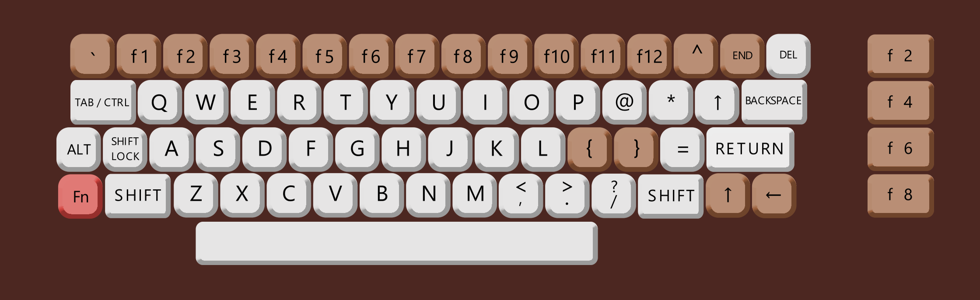 ` f1 f2 f3 f4 f5 f6 f7 f8 f9 f10 f11 f12 ^ END DEL f 2
TAB / CTRL Q W E R T Y U I O P @ * ↑ BACKSPACE f 4
ALT SHIFT LOCK A S D F G H J K L { } = RETURN f 6
Fn SHIFT Z X C V B N M < , > . ? / SHIFT ↑ ← f 8